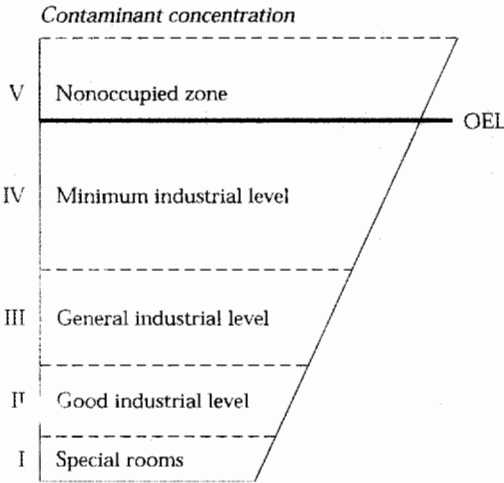 Contaminant concentration
V Nonoccupied zone
OEL
IV Minimum industrial level
III General industrial level
II Good industrial level
I Special rooms